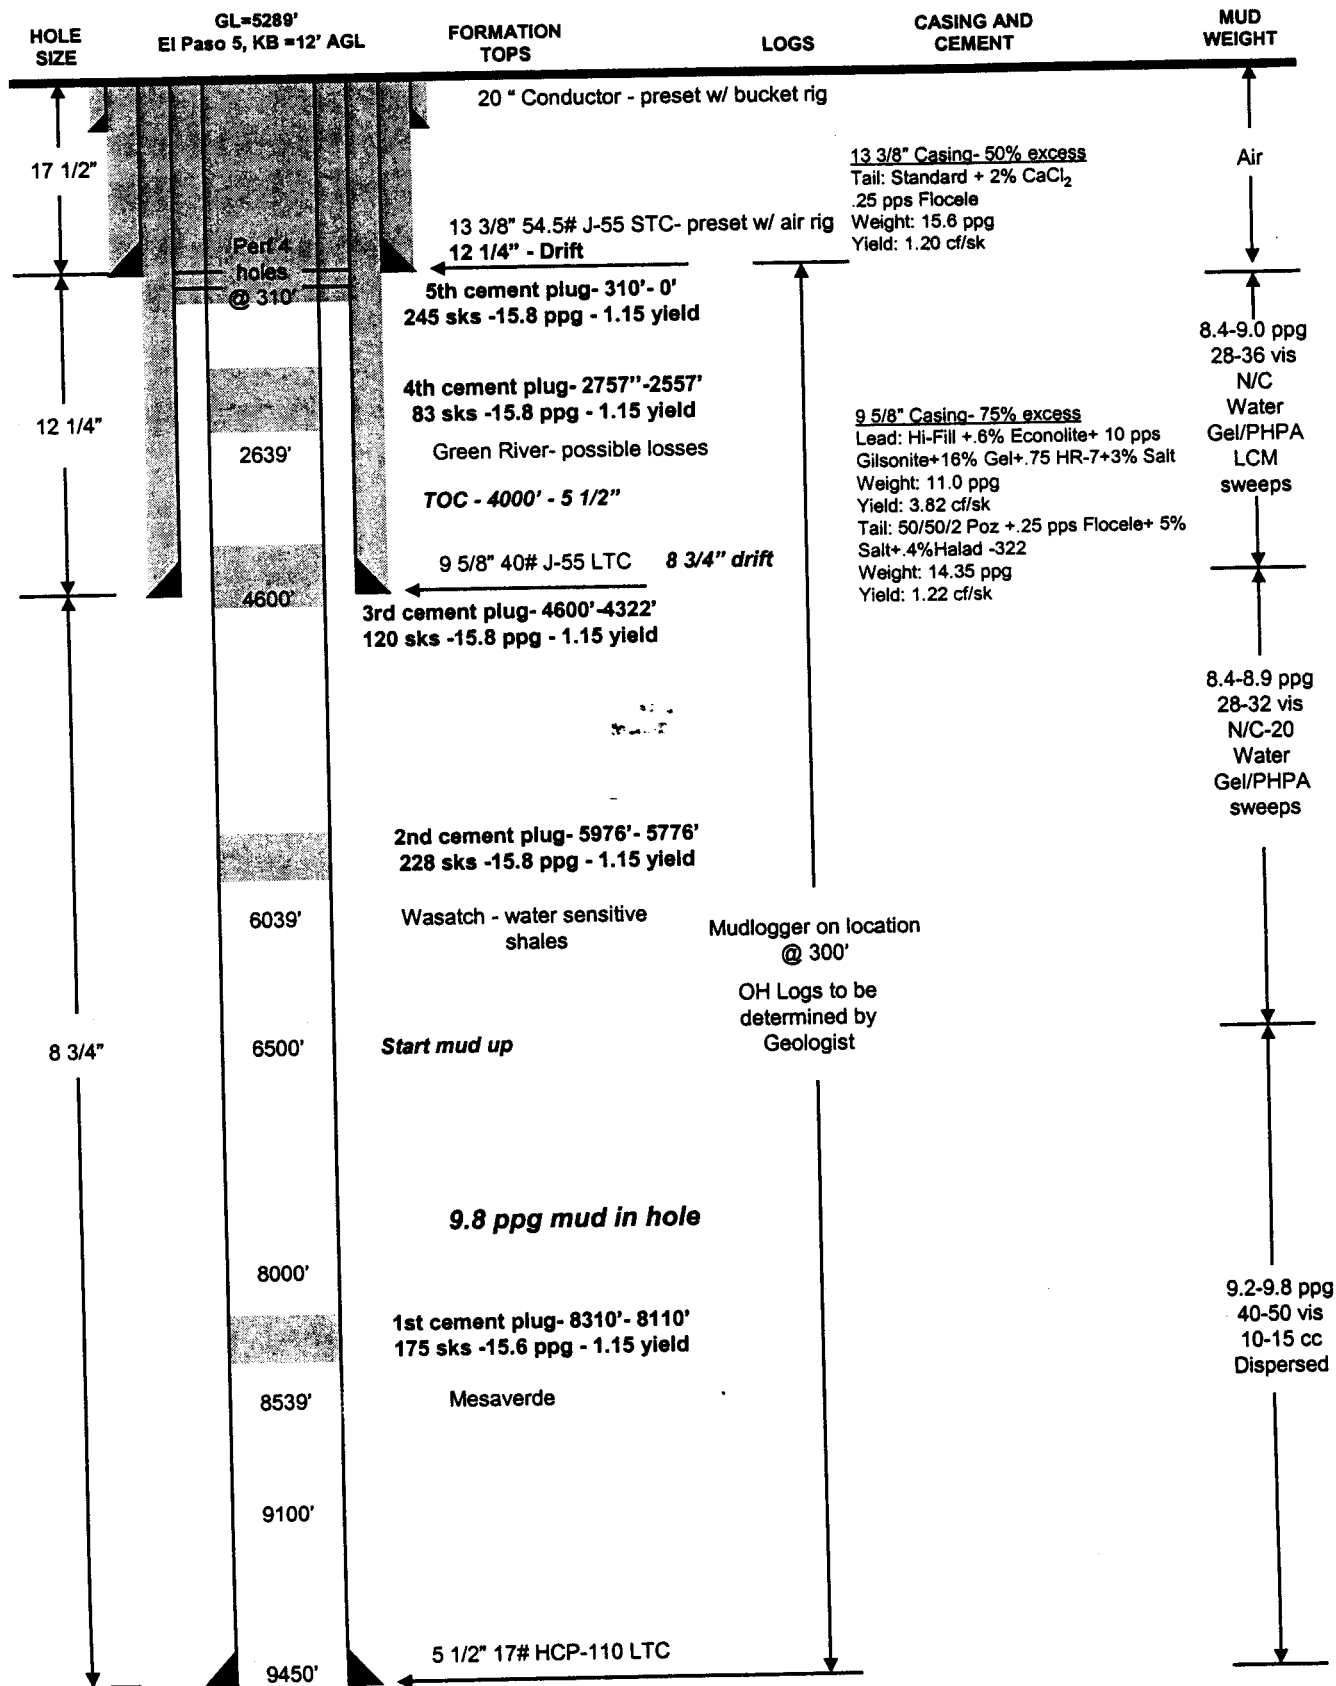 HOLE
SIZE
GL=5289'
El Paso 5, KB =12' AGL
FORMATION
TOPS
LOGS
CASING AND
CEMENT
MUD
WEIGHT
20 " Conductor - preset w/ bucket rig
17 1/2"
13 3/8" Casing- 50% excess
Tail: Standard + 2% CaCl2
.25 pps Flocele
Weight: 15.6 ppg
Yield: 1.20 cf/sk
Air
13 3/8" 54.5# J-55 STC- preset w/ air rig
12 1/4" - Drift
Perf 4
holes
@ 310'
5th cement plug- 310'- 0'
245 sks -15.8 ppg - 1.15 yield
8.4-9.0 ppg
28-36 vis
N/C
Water
Gel/PHPA
LCM
sweeps
4th cement plug- 2757''-2557'
83 sks -15.8 ppg - 1.15 yield
12 1/4"
2639'
Green River- possible losses
TOC - 4000' - 5 1/2"
9 5/8" Casing- 75% excess
Lead: Hi-Fill +.6% Econolite+ 10 pps
Gilsonite+16% Gel+.75 HR-7+3% Salt
Weight: 11.0 ppg
Yield: 3.82 cf/sk
Tail: 50/50/2 Poz +.25 pps Flocele+ 5%
Salt+.4%Halad -322
Weight: 14.35 ppg
Yield: 1.22 cf/sk
9 5/8" 40# J-55 LTC
8 3/4" drift
4600'
3rd cement plug- 4600'-4322'
120 sks -15.8 ppg - 1.15 yield
8.4-8.9 ppg
28-32 vis
N/C-20
Water
Gel/PHPA
sweeps
2nd cement plug- 5976'- 5776'
228 sks -15.8 ppg - 1.15 yield
6039'
Wasatch - water sensitive
shales
Mudlogger on location
@ 300'
OH Logs to be
determined by
Geologist
8 3/4"
6500'
Start mud up
9.8 ppg mud in hole
8000'
1st cement plug- 8310'- 8110'
175 sks -15.6 ppg - 1.15 yield
9.2-9.8 ppg
40-50 vis
10-15 cc
Dispersed
8539'
Mesaverde
9100'
5 1/2" 17# HCP-110 LTC
9450'